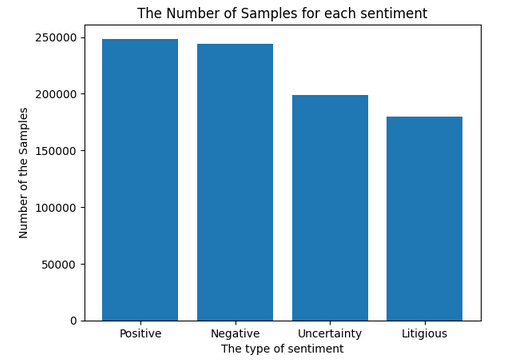 The Number of Samples for each sentiment
250000
200000
150000
100000
50000
0
Number of the Samples
Positive Negative Uncertainty Litigious
The type of sentiment